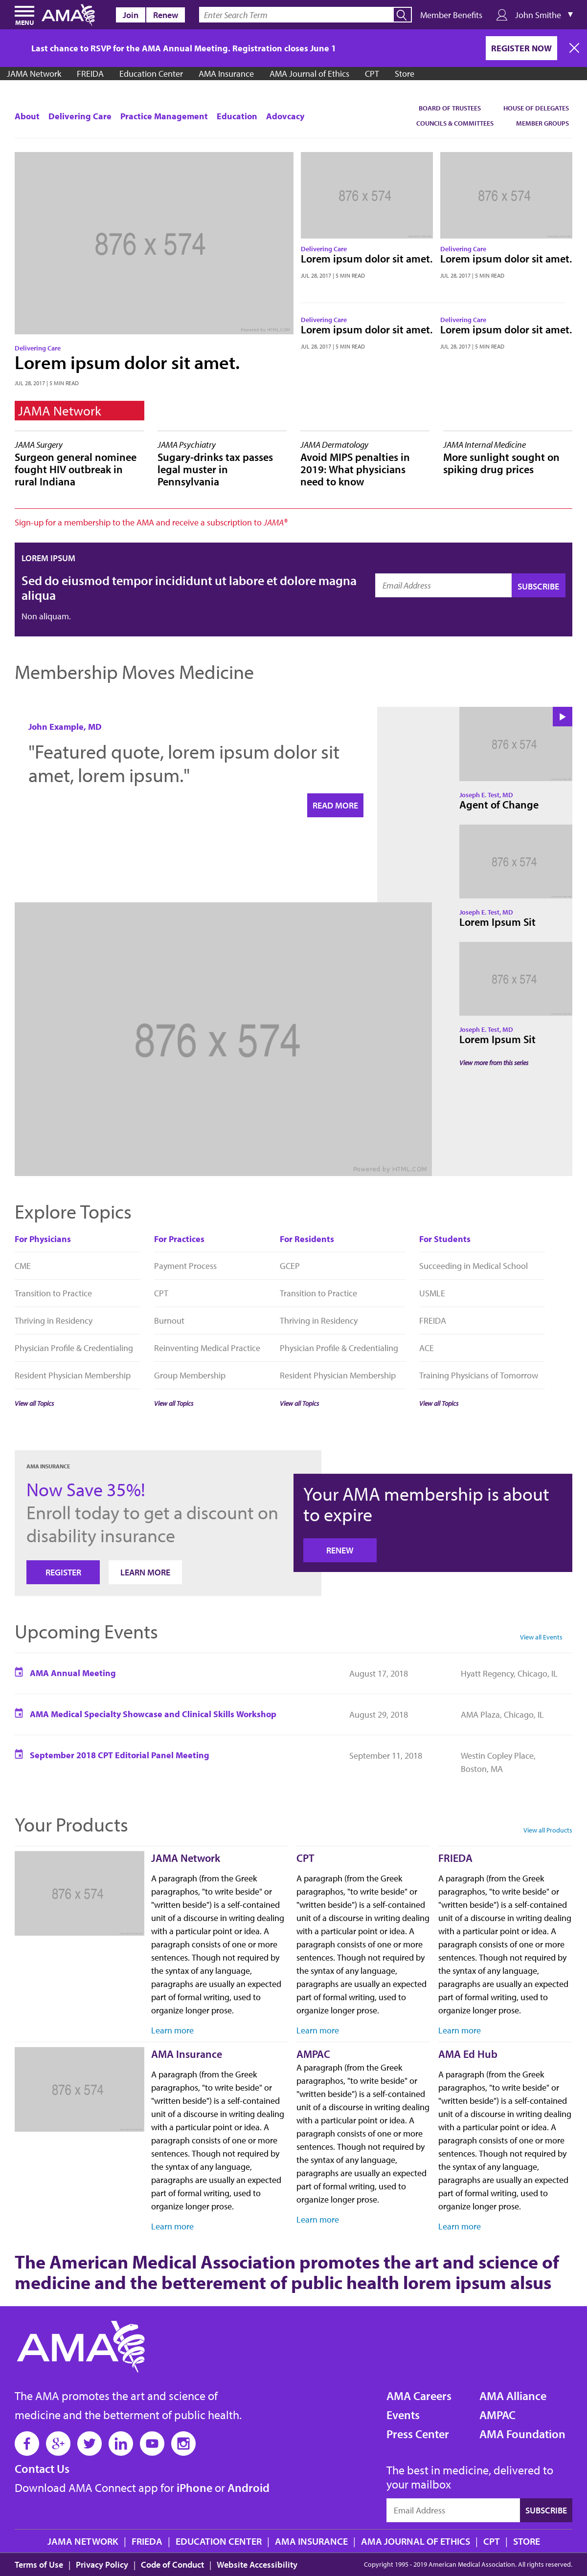 MENU
AMA
Join
Renew
Enter Search Term
Member Benefits
John Smithe ▼
Last chance to RSVP for the AMA Annual Meeting. Registration closes June 1
REGISTER NOW
JAMA Network FREIDA Education Center AMA Insurance AMA Journal of Ethics CPT Store
About Delivering Care Practice Management Education Adovcacy
BOARD OF TRUSTEES HOUSE OF DELEGATES
COUNCILS & COMMITTEES MEMBER GROUPS
876 x 574
Powered by HTML.COM
Delivering Care
Lorem ipsum dolor sit amet.
JUL 28, 2017 | 5 MIN READ
876 x 574
Delivering Care
Lorem ipsum dolor sit amet.
JUL 28, 2017 | 5 MIN READ
876 x 574
Delivering Care
Lorem ipsum dolor sit amet.
JUL 28, 2017 | 5 MIN READ
Delivering Care
Lorem ipsum dolor sit amet.
JUL 28, 2017 | 5 MIN READ
Delivering Care
Lorem ipsum dolor sit amet.
JUL 28, 2017 | 5 MIN READ
JAMA Network
JAMA Surgery
Surgeon general nominee
fought HIV outbreak in
rural Indiana
JAMA Psychiatry
Sugary-drinks tax passes
legal muster in
Pennsylvania
JAMA Dermatology
Avoid MIPS penalties in
2019: What physicians
need to know
JAMA Internal Medicine
More sunlight sought on
spiking drug prices
Sign-up for a membership to the AMA and receive a subscription to JAMA®
LOREM IPSUM
Sed do eiusmod tempor incididunt ut labore et dolore magna
aliqua
Non aliquam.
Email Address
SUBSCRIBE
Membership Moves Medicine
John Example, MD
"Featured quote, lorem ipsum dolor sit
amet, lorem ipsum."
READ MORE
876 x 574
Powered by HTML.COM
876 x 574
Joseph E. Test, MD
Agent of Change
876 x 574
Joseph E. Test, MD
Lorem Ipsum Sit
876 x 574
Joseph E. Test, MD
Lorem Ipsum Sit
View more from this series
Explore Topics
For Physicians
CME
Transition to Practice
Thriving in Residency
Physician Profile & Credentialing
Resident Physician Membership
View all Topics
For Practices
Payment Process
CPT
Burnout
Reinventing Medical Practice
Group Membership
View all Topics
For Residents
GCEP
Transition to Practice
Thriving in Residency
Physician Profile & Credentialing
Resident Physician Membership
View all Topics
For Students
Succeeding in Medical School
USMLE
FREIDA
ACE
Training Physicians of Tomorrow
View all Topics
AMA INSURANCE
Now Save 35%!
Enroll today to get a discount on
disability insurance
REGISTER
LEARN MORE
Your AMA membership is about
to expire
RENEW
Upcoming Events
View all Events
AMA Annual Meeting August 17, 2018 Hyatt Regency, Chicago, IL
AMA Medical Specialty Showcase and Clinical Skills Workshop August 29, 2018 AMA Plaza, Chicago, IL
September 2018 CPT Editorial Panel Meeting September 11, 2018 Westin Copley Place,
Boston, MA
Your Products
View all Products
876 x 574
JAMA Network
A paragraph (from the Greek
paragraphos, "to write beside" or
"written beside") is a self-contained
unit of a discourse in writing dealing
with a particular point or idea. A
paragraph consists of one or more
sentences. Though not required by
the syntax of any language,
paragraphs are usually an expected
part of formal writing, used to
organize longer prose.
Learn more
CPT
A paragraph (from the Greek
paragraphos, "to write beside" or
"written beside") is a self-contained
unit of a discourse in writing dealing
with a particular point or idea. A
paragraph consists of one or more
sentences. Though not required by
the syntax of any language,
paragraphs are usually an expected
part of formal writing, used to
organize longer prose.
Learn more
FRIEDA
A paragraph (from the Greek
paragraphos, "to write beside" or
"written beside") is a self-contained
unit of a discourse in writing dealing
with a particular point or idea. A
paragraph consists of one or more
sentences. Though not required by
the syntax of any language,
paragraphs are usually an expected
part of formal writing, used to
organize longer prose.
Learn more
876 x 574
AMA Insurance
A paragraph (from the Greek
paragraphos, "to write beside" or
"written beside") is a self-contained
unit of a discourse in writing dealing
with a particular point or idea. A
paragraph consists of one or more
sentences. Though not required by
the syntax of any language,
paragraphs are usually an expected
part of formal writing, used to
organize longer prose.
Learn more
AMPAC
A paragraph (from the Greek
paragraphos, "to write beside" or
"written beside") is a self-contained
unit of a discourse in writing dealing
with a particular point or idea. A
paragraph consists of one or more
sentences. Though not required by
the syntax of any language,
paragraphs are usually an expected
part of formal writing, used to
organize longer prose.
Learn more
AMA Ed Hub
A paragraph (from the Greek
paragraphos, "to write beside" or
"written beside") is a self-contained
unit of a discourse in writing dealing
with a particular point or idea. A
paragraph consists of one or more
sentences. Though not required by
the syntax of any language,
paragraphs are usually an expected
part of formal writing, used to
organize longer prose.
Learn more
The American Medical Association promotes the art and science of
medicine and the betterement of public health lorem ipsum alsus
AMA
The AMA promotes the art and science of
medicine and the betterment of public health.
Contact Us
Download AMA Connect app for iPhone or Android
AMA Careers
Events
Press Center
AMA Alliance
AMPAC
AMA Foundation
The best in medicine, delivered to
your mailbox
Email Address
SUBSCRIBE
JAMA NETWORK | FRIEDA | EDUCATION CENTER | AMA INSURANCE | AMA JOURNAL OF ETHICS | CPT | STORE
Terms of Use | Privacy Policy | Code of Conduct | Website Accessibility
Copyright 1995 - 2019 American Medical Association. All rights reserved.